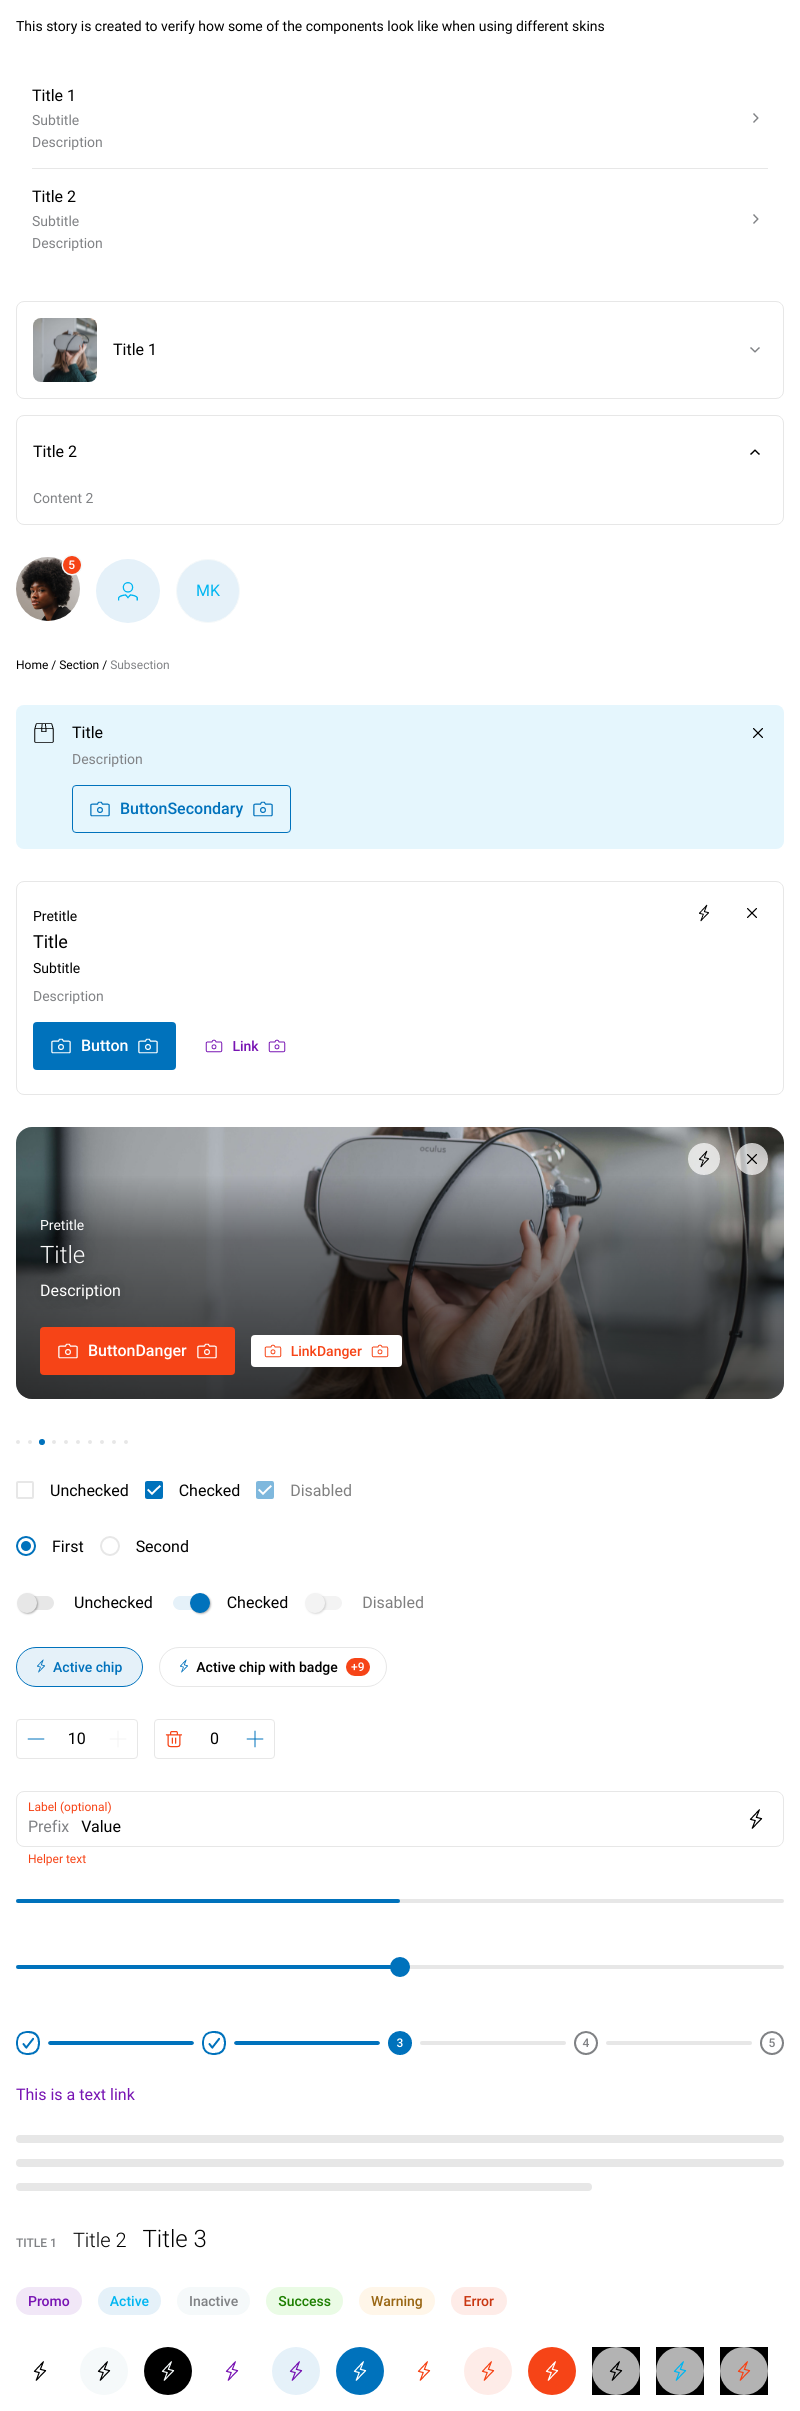 This story is created to verify how some of the components look like when using different skins
Title 1
Subtitle
Description
Title 2
Subtitle
Description
Title 1
Title 2
Content 2
5
MK
Home / Section / Subsection
Title
Description
ButtonSecondary
Pretitle
Title
Subtitle
Description
Button Link
oculus
Pretitle
Title
Description
ButtonDanger LinkDanger
Unchecked Checked Disabled
First Second
Unchecked Checked Disabled
Active chip Active chip with badge +9
10 0
Label (optional)
Prefix Value
Helper text
3 4 5
This is a text link
TITLE 1 Title 2 Title 3
Promo Active Inactive Success Warning Error